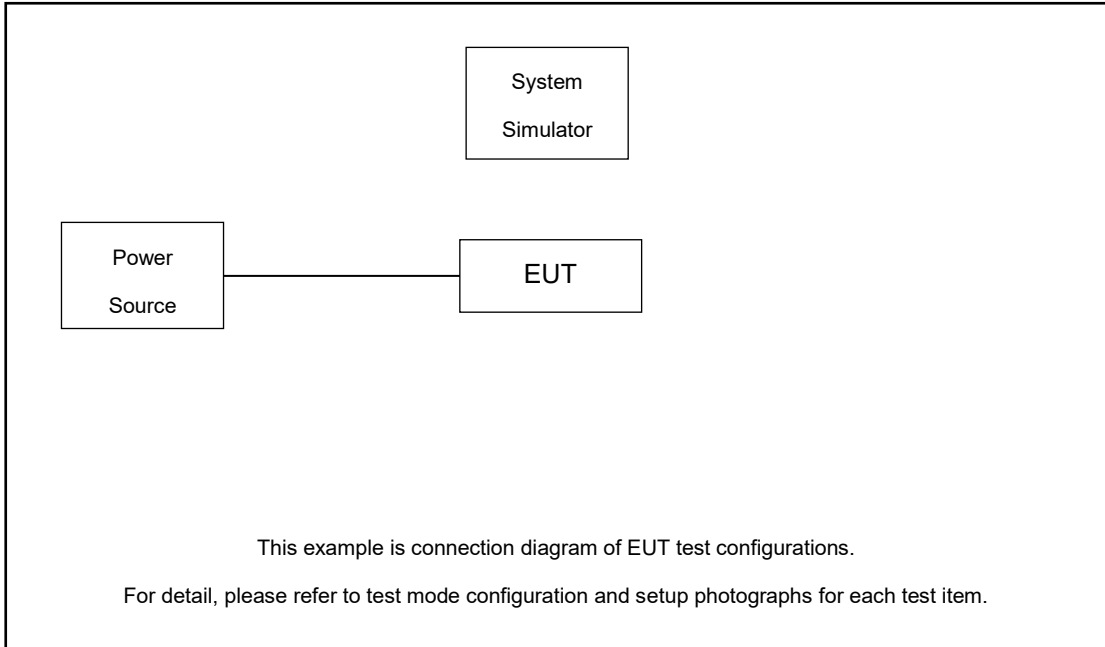 System
Simulator
Power
Source
EUT
This example is connection diagram of EUT test configurations.
For detail, please refer to test mode configuration and setup photographs for each test item.